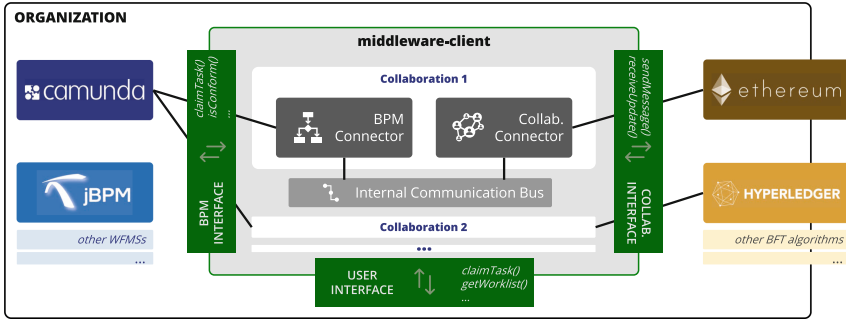 ORGANIZATION
middleware-client
camunda
jBPM
other WFMSs
...
claimTask()
isConform()
...
BPM
INTERFACE
Collaboration 1
BPM
Connector
Collab.
Connector
Internal Communication Bus
Collaboration 2
...
USER
INTERFACE
claimTask()
getWorklist()
...
sendMessage()
receiveUpdate()
COLLAB.
INTERFACE
ethereum
HYPERLEDGER
other BFT algorithms
...